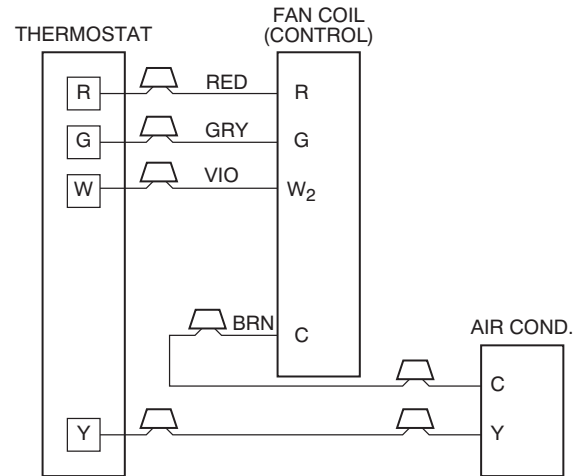 THERMOSTAT
FAN COIL
(CONTROL)
R RED R
G GRY G
W VIO W₂
BRN C
AIR COND.
C
Y Y